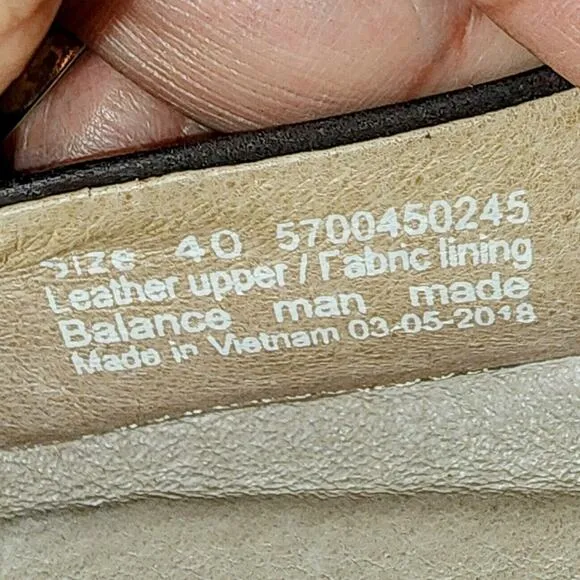 Size 40 5700450245
Leather upper / Fabric lining
Balance man made
Made in Vietnam 03-05-2018